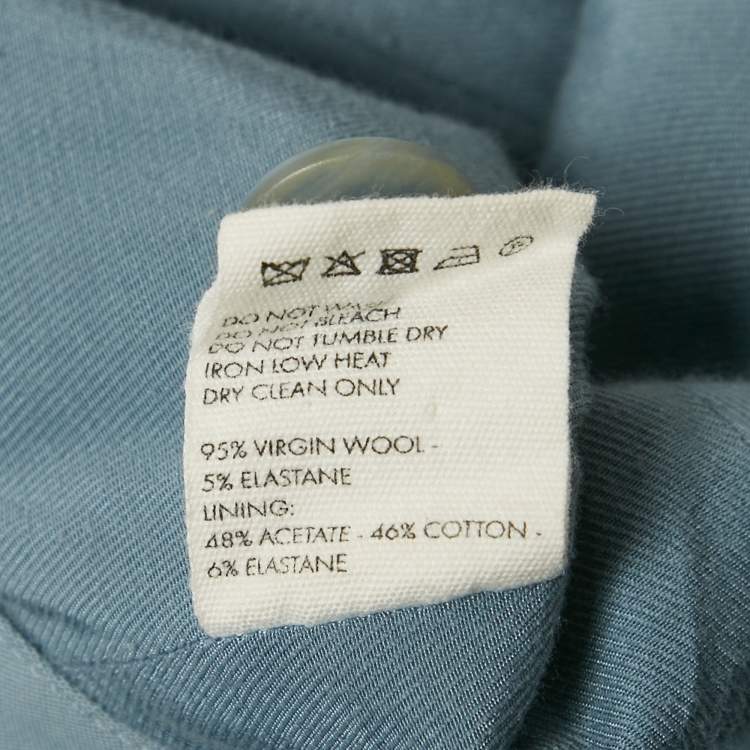 DO NOT WASH
DO NOT BLEACH
DO NOT TUMBLE DRY
IRON LOW HEAT
DRY CLEAN ONLY
95% VIRGIN WOOL -
5% ELASTANE
LINING:
48% ACETATE - 46% COTTON -
6% ELASTANE